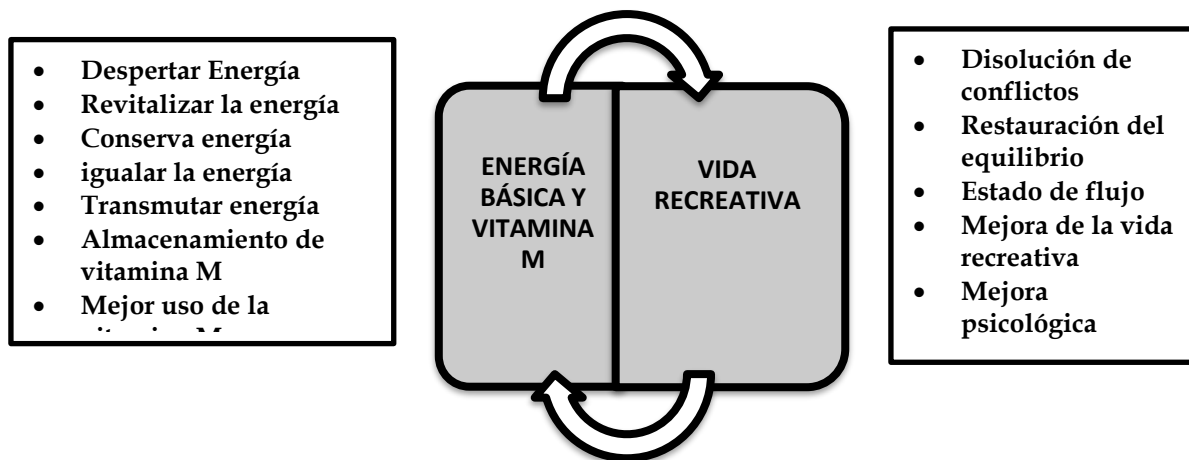 • Despertar Energía
• Revitalizar la energía
• Conserva energía
• igualar la energía
• Transmutar energía
• Almacenamiento de
vitamina M
• Mejor uso de la
ENERGÍA
BÁSICA Y
VITAMINA
M
VIDA
RECREATIVA
• Disolución de
conflictos
• Restauración del
equilibrio
• Estado de flujo
• Mejora de la vida
recreativa
• Mejora
psicológica